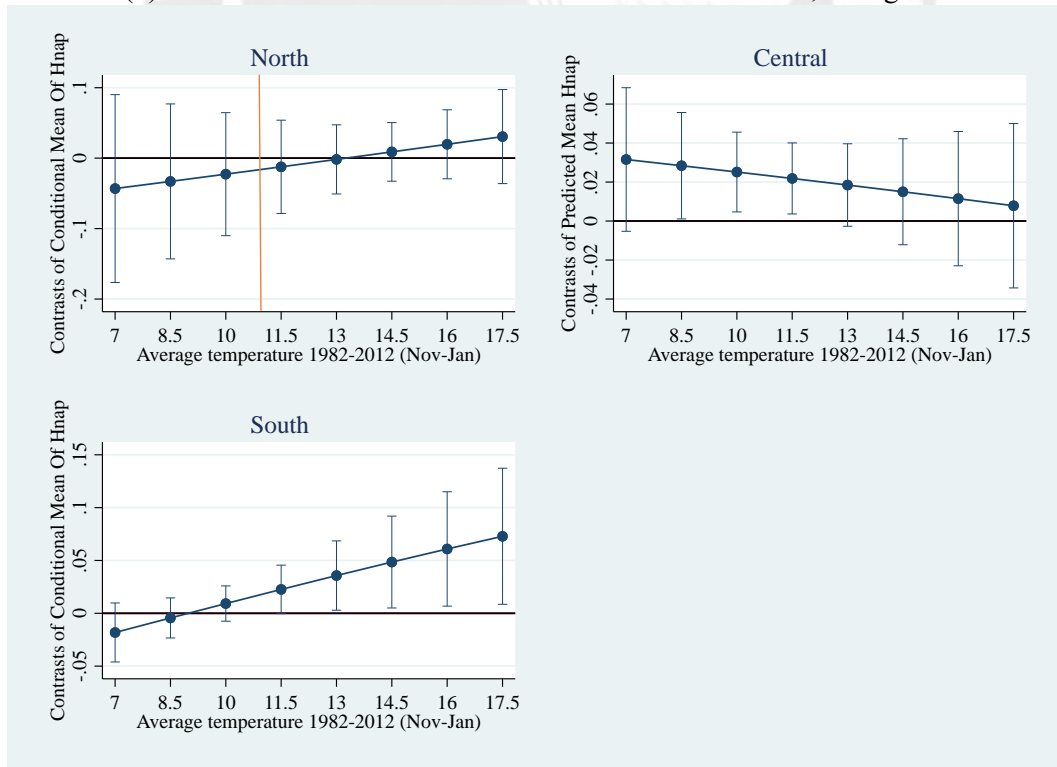 North
Contrasts of Conditional Mean Of Hnap
.1
0
-.1
-.2
7 8.5 10 11.5 13 14.5 16 17.5
Average temperature 1982-2012 (Nov-Jan)
Central
Contrasts of Predicted Mean Hnap
.06
.04
.02
0
-.02
-.04
7 8.5 10 11.5 13 14.5 16 17.5
Average temperature 1982-2012 (Nov-Jan)
South
Contrasts of Conditional Mean Of Hnap
.15
.1
.05
0
-.05
7 8.5 10 11.5 13 14.5 16 17.5
Average temperature 1982-2012 (Nov-Jan)